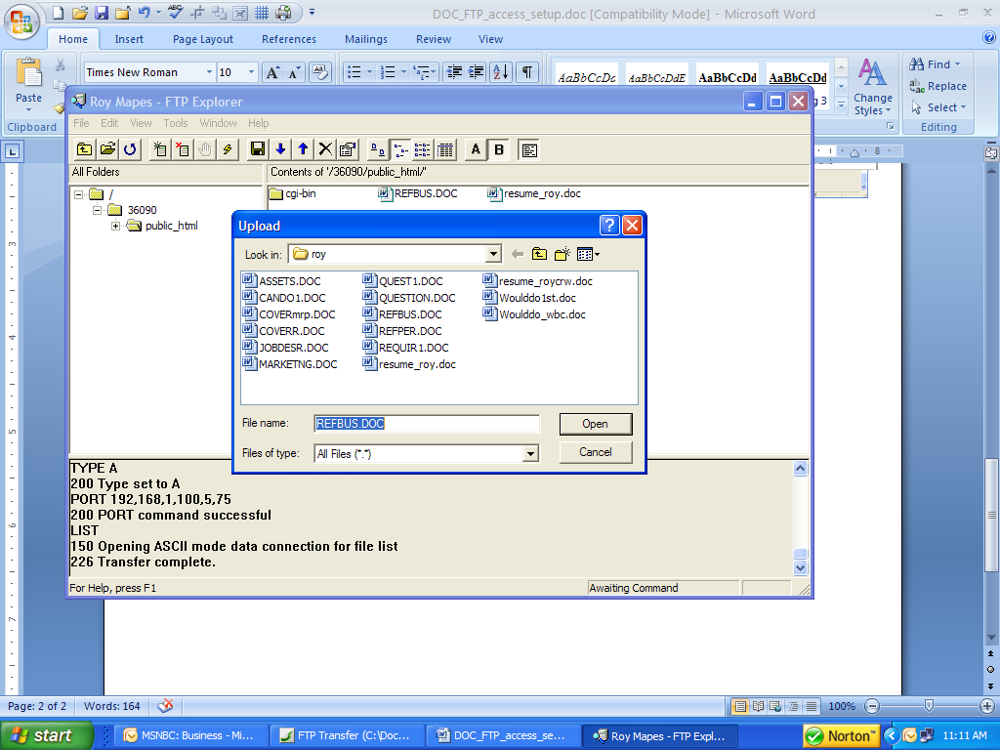 DOC_FTP_access_setup.doc [Compatibility Mode] - Microsoft Word
Home Insert Page Layout References Mailings Review View
Times New Roman 10
AaBbCcDc AaBbCcDdE AaBbCcDd AaBbCcDd
Find
Replace
Select
Paste
Change
Styles
g 3
Clipboard
Editing
Roy Mapes - FTP Explorer
File Edit View Tools Window Help
A B
All Folders
Contents of '/36090/public_html/'
/
36090
public_html
cgi-bin REFBUS.DOC resume_roy.doc
Upload
Look in: roy
ASSETS.DOC QUEST1.DOC resume_roycrw.doc
CANDO1.DOC QUESTION.DOC Woulddo1st.doc
COVERmrp.DOC REFBUS.DOC Woulddo_wbc.doc
COVERR.DOC REFPER.DOC
JOBDESR.DOC REQUIR1.DOC
MARKETNG.DOC resume_roy.doc
File name: REFBUS.DOC Open
Files of type: All Files (*.*) Cancel
TYPE A
200 Type set to A
PORT 192,168,1,100,5,75
200 PORT command successful
LIST
150 Opening ASCII mode data connection for file list
226 Transfer complete.
For Help, press F1 Awaiting Command
Page: 2 of 2 Words: 164 100%
start MSNBC: Business - Mi... FTP Transfer (C:\Doc... DOC_FTP_access_se... Roy Mapes - FTP Expl... Norton™ 11:11 AM